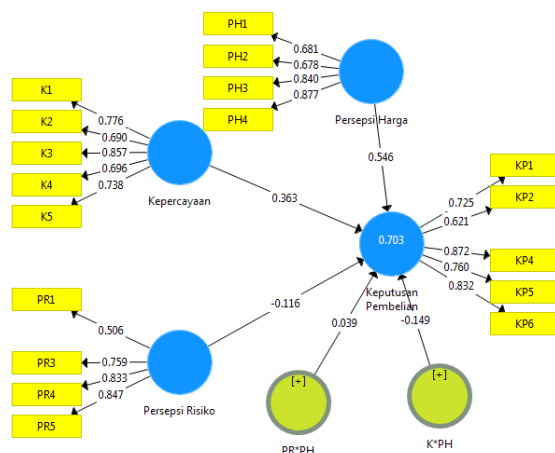 PH1
0.681
PH2
0.678
PH3
0.840
PH4
0.877
Persepsi Harga
K1
0.776
K2
0.690
K3
0.857
K4
0.696
K5
0.738
Kepercayaan
0.546
0.363
KP1
0.725
KP2
0.621
0.703
0.872
KP4
0.760
KP5
0.832
KP6
Keputusan
Pembelian
PR1
0.506
PR3
0.759
PR4
0.833
PR5
0.847
Persepsi Risiko
-0.116
0.039
-0.149
[+]
PR*PH
[+]
K*PH